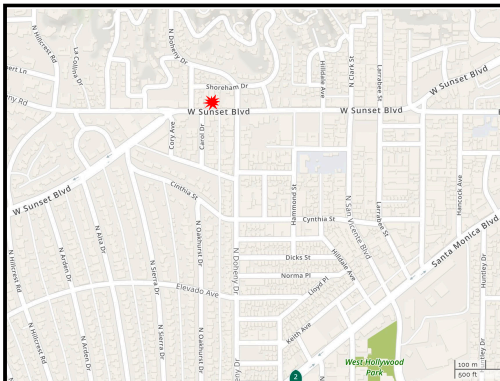 N Hillcrest Rd
La Collina Dr
N Doheny Dr
Shoreham Dr
Hilldale Ave
N Clark St
Larrabee St
W Sunset Blvd
W Sunset Blvd
W Sunset Blvd
W Sunset Blvd
Cory Ave
Carol Dr
Cinthia St
Hammond St
Cynthia St
N San Vicente Blvd
Larrabee St
Hancock Ave
Santa Monica Blvd
N Alta Dr
N Arden Dr
N Hillcrest Rd
N Sierra Dr
N Oakhurst Dr
N Doheny Dr
Dicks St
Norma Pl
Hilldale Ave
Lloyd Pl
Elevado Ave
Keith Ave
Huntley Dr
N Hillcrest Rd
N Arden Dr
N Sierra Dr
N Oakhurst Dr
West Hollywood
Park
2
100 m
500 ft